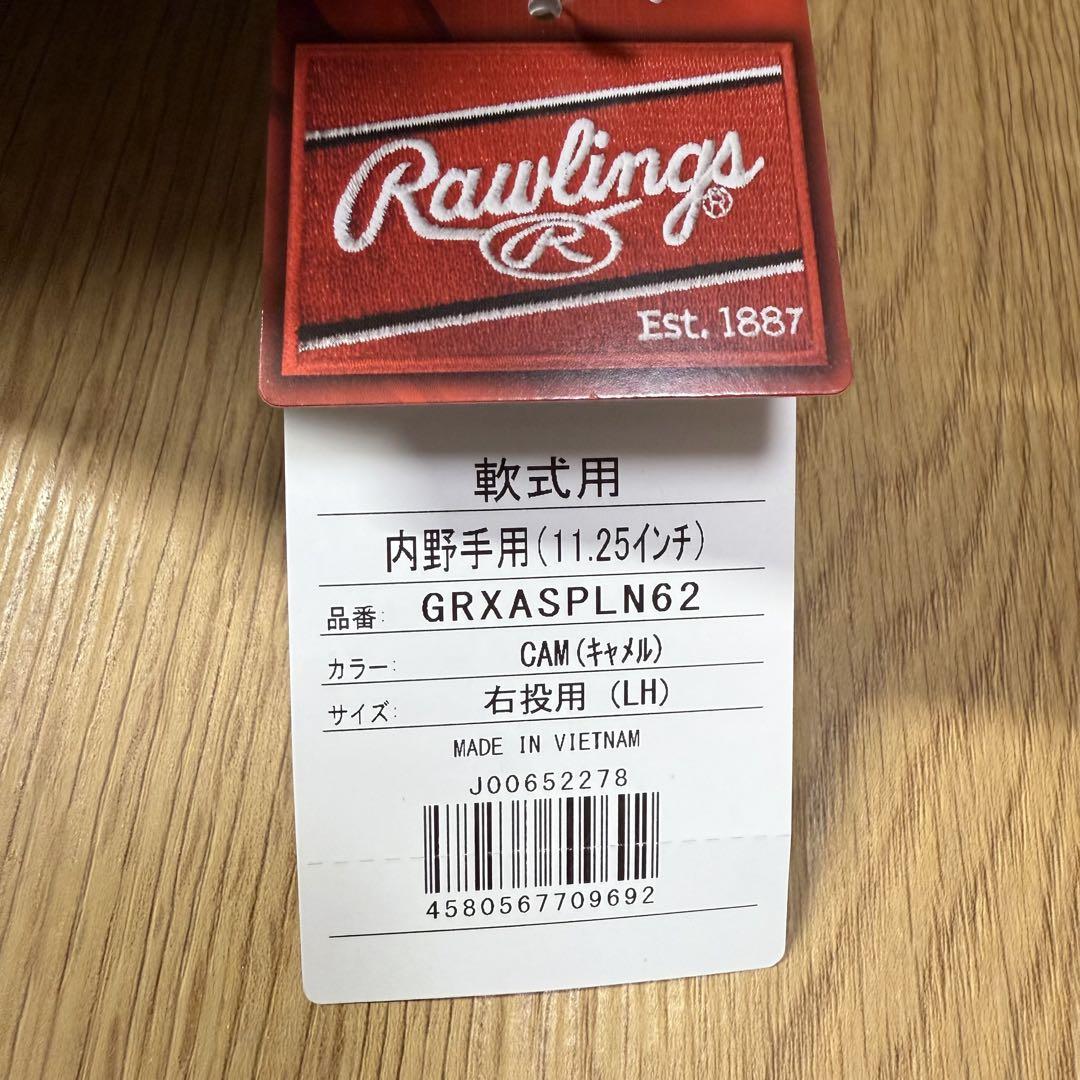 Rawlings®
R
Est. 1887
軟式用
内野手用(11.25インチ)
品番: GRXASPLN62
カラー: CAM(キャメル)
サイズ: 右投用 (LH)
MADE IN VIETNAM
J00652278
4580567709692